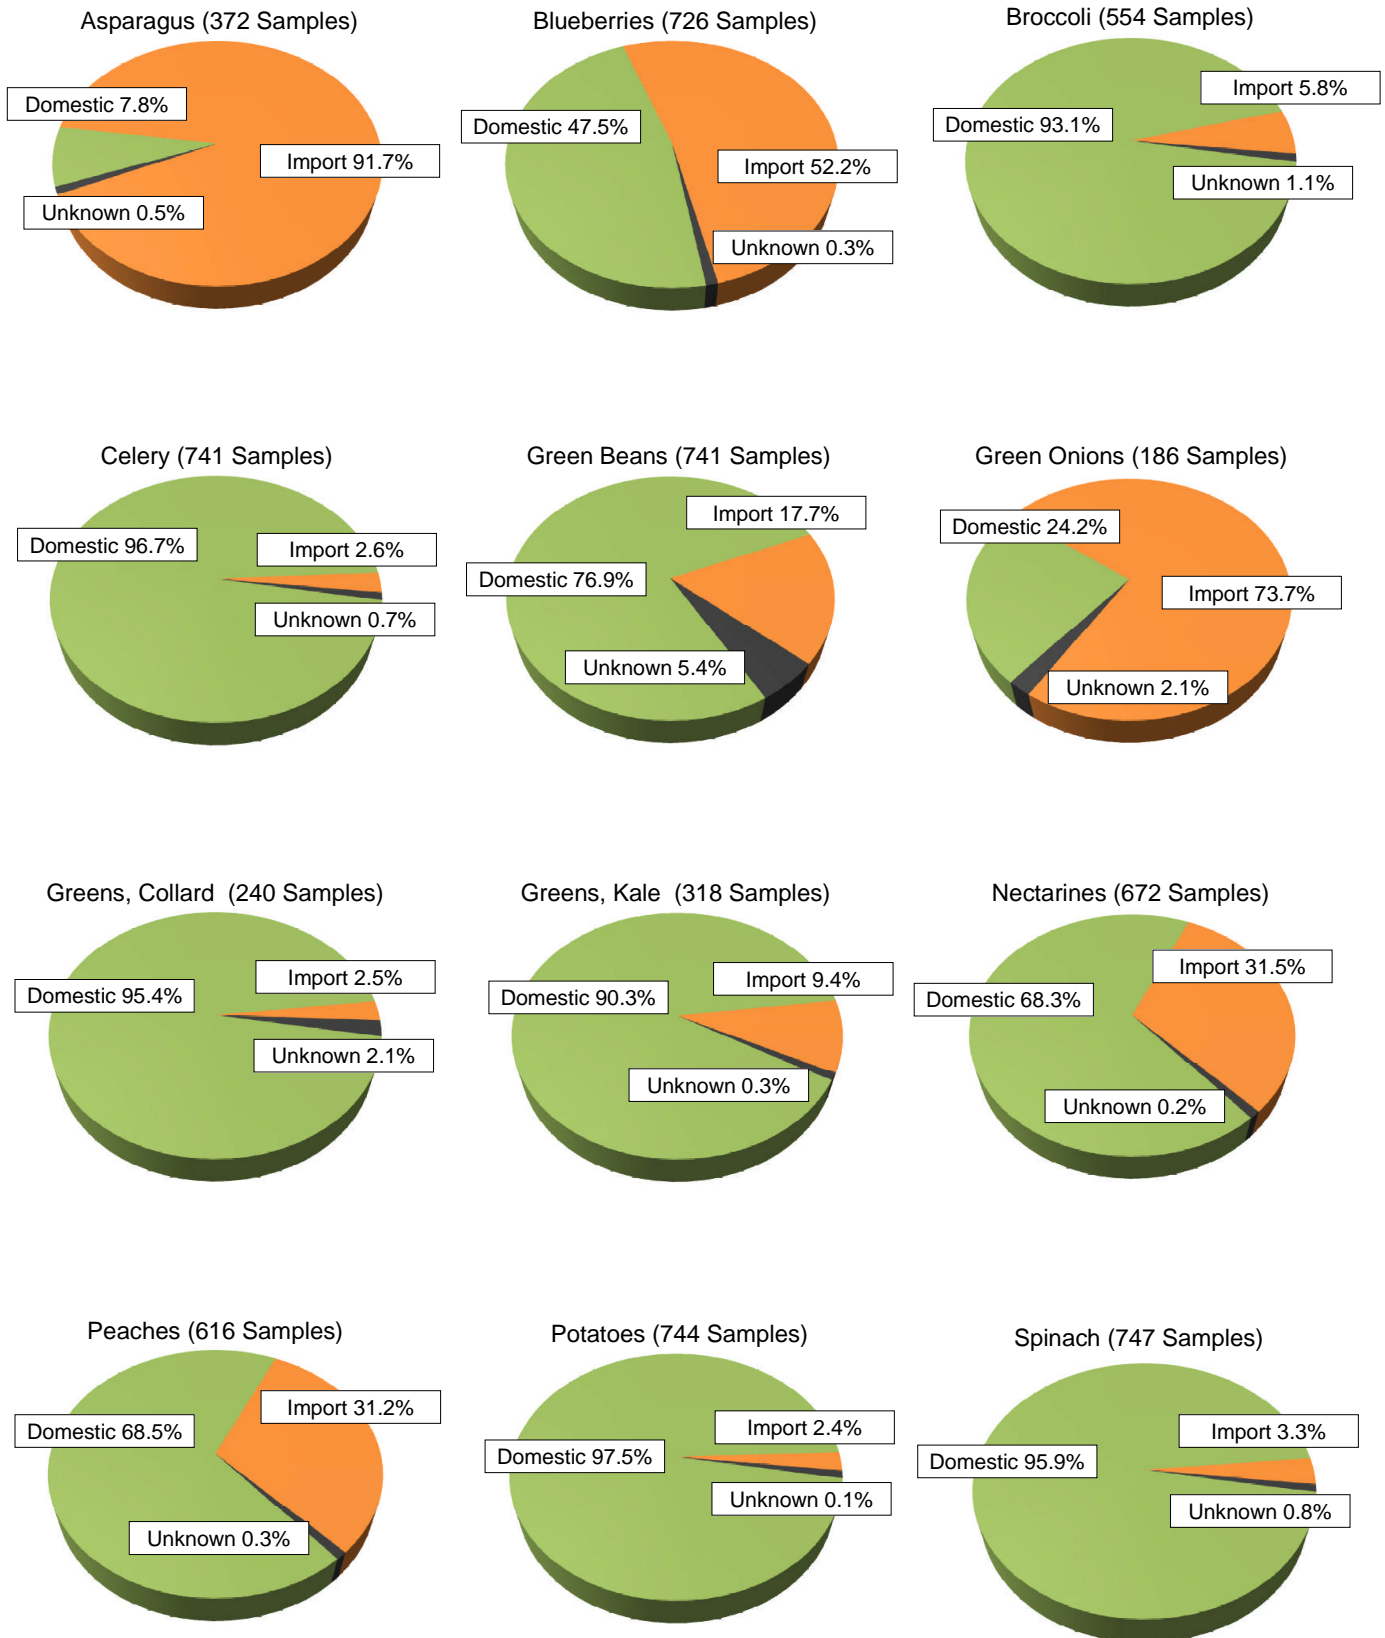 Asparagus (372 Samples)
Domestic 7.8%
Import 91.7%
Unknown 0.5%
Blueberries (726 Samples)
Domestic 47.5%
Import 52.2%
Unknown 0.3%
Broccoli (554 Samples)
Import 5.8%
Domestic 93.1%
Unknown 1.1%
Celery (741 Samples)
Domestic 96.7%
Import 2.6%
Unknown 0.7%
Green Beans (741 Samples)
Import 17.7%
Domestic 76.9%
Unknown 5.4%
Green Onions (186 Samples)
Domestic 24.2%
Import 73.7%
Unknown 2.1%
Greens, Collard  (240 Samples)
Import 2.5%
Domestic 95.4%
Unknown 2.1%
Greens, Kale  (318 Samples)
Import 9.4%
Domestic 90.3%
Unknown 0.3%
Nectarines (672 Samples)
Import 31.5%
Domestic 68.3%
Unknown 0.2%
Peaches (616 Samples)
Import 31.2%
Domestic 68.5%
Unknown 0.3%
Potatoes (744 Samples)
Import 2.4%
Domestic 97.5%
Unknown 0.1%
Spinach (747 Samples)
Import 3.3%
Domestic 95.9%
Unknown 0.8%